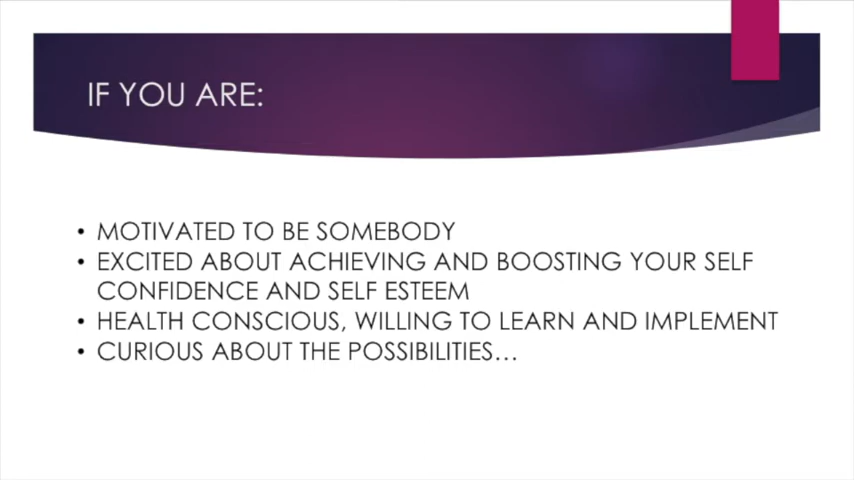 IF YOU ARE:
• MOTIVATED TO BE SOMEBODY
• EXCITED ABOUT ACHIEVING AND BOOSTING YOUR SELF
CONFIDENCE AND SELF ESTEEM
• HEALTH CONSCIOUS, WILLING TO LEARN AND IMPLEMENT
• CURIOUS ABOUT THE POSSIBILITIES…